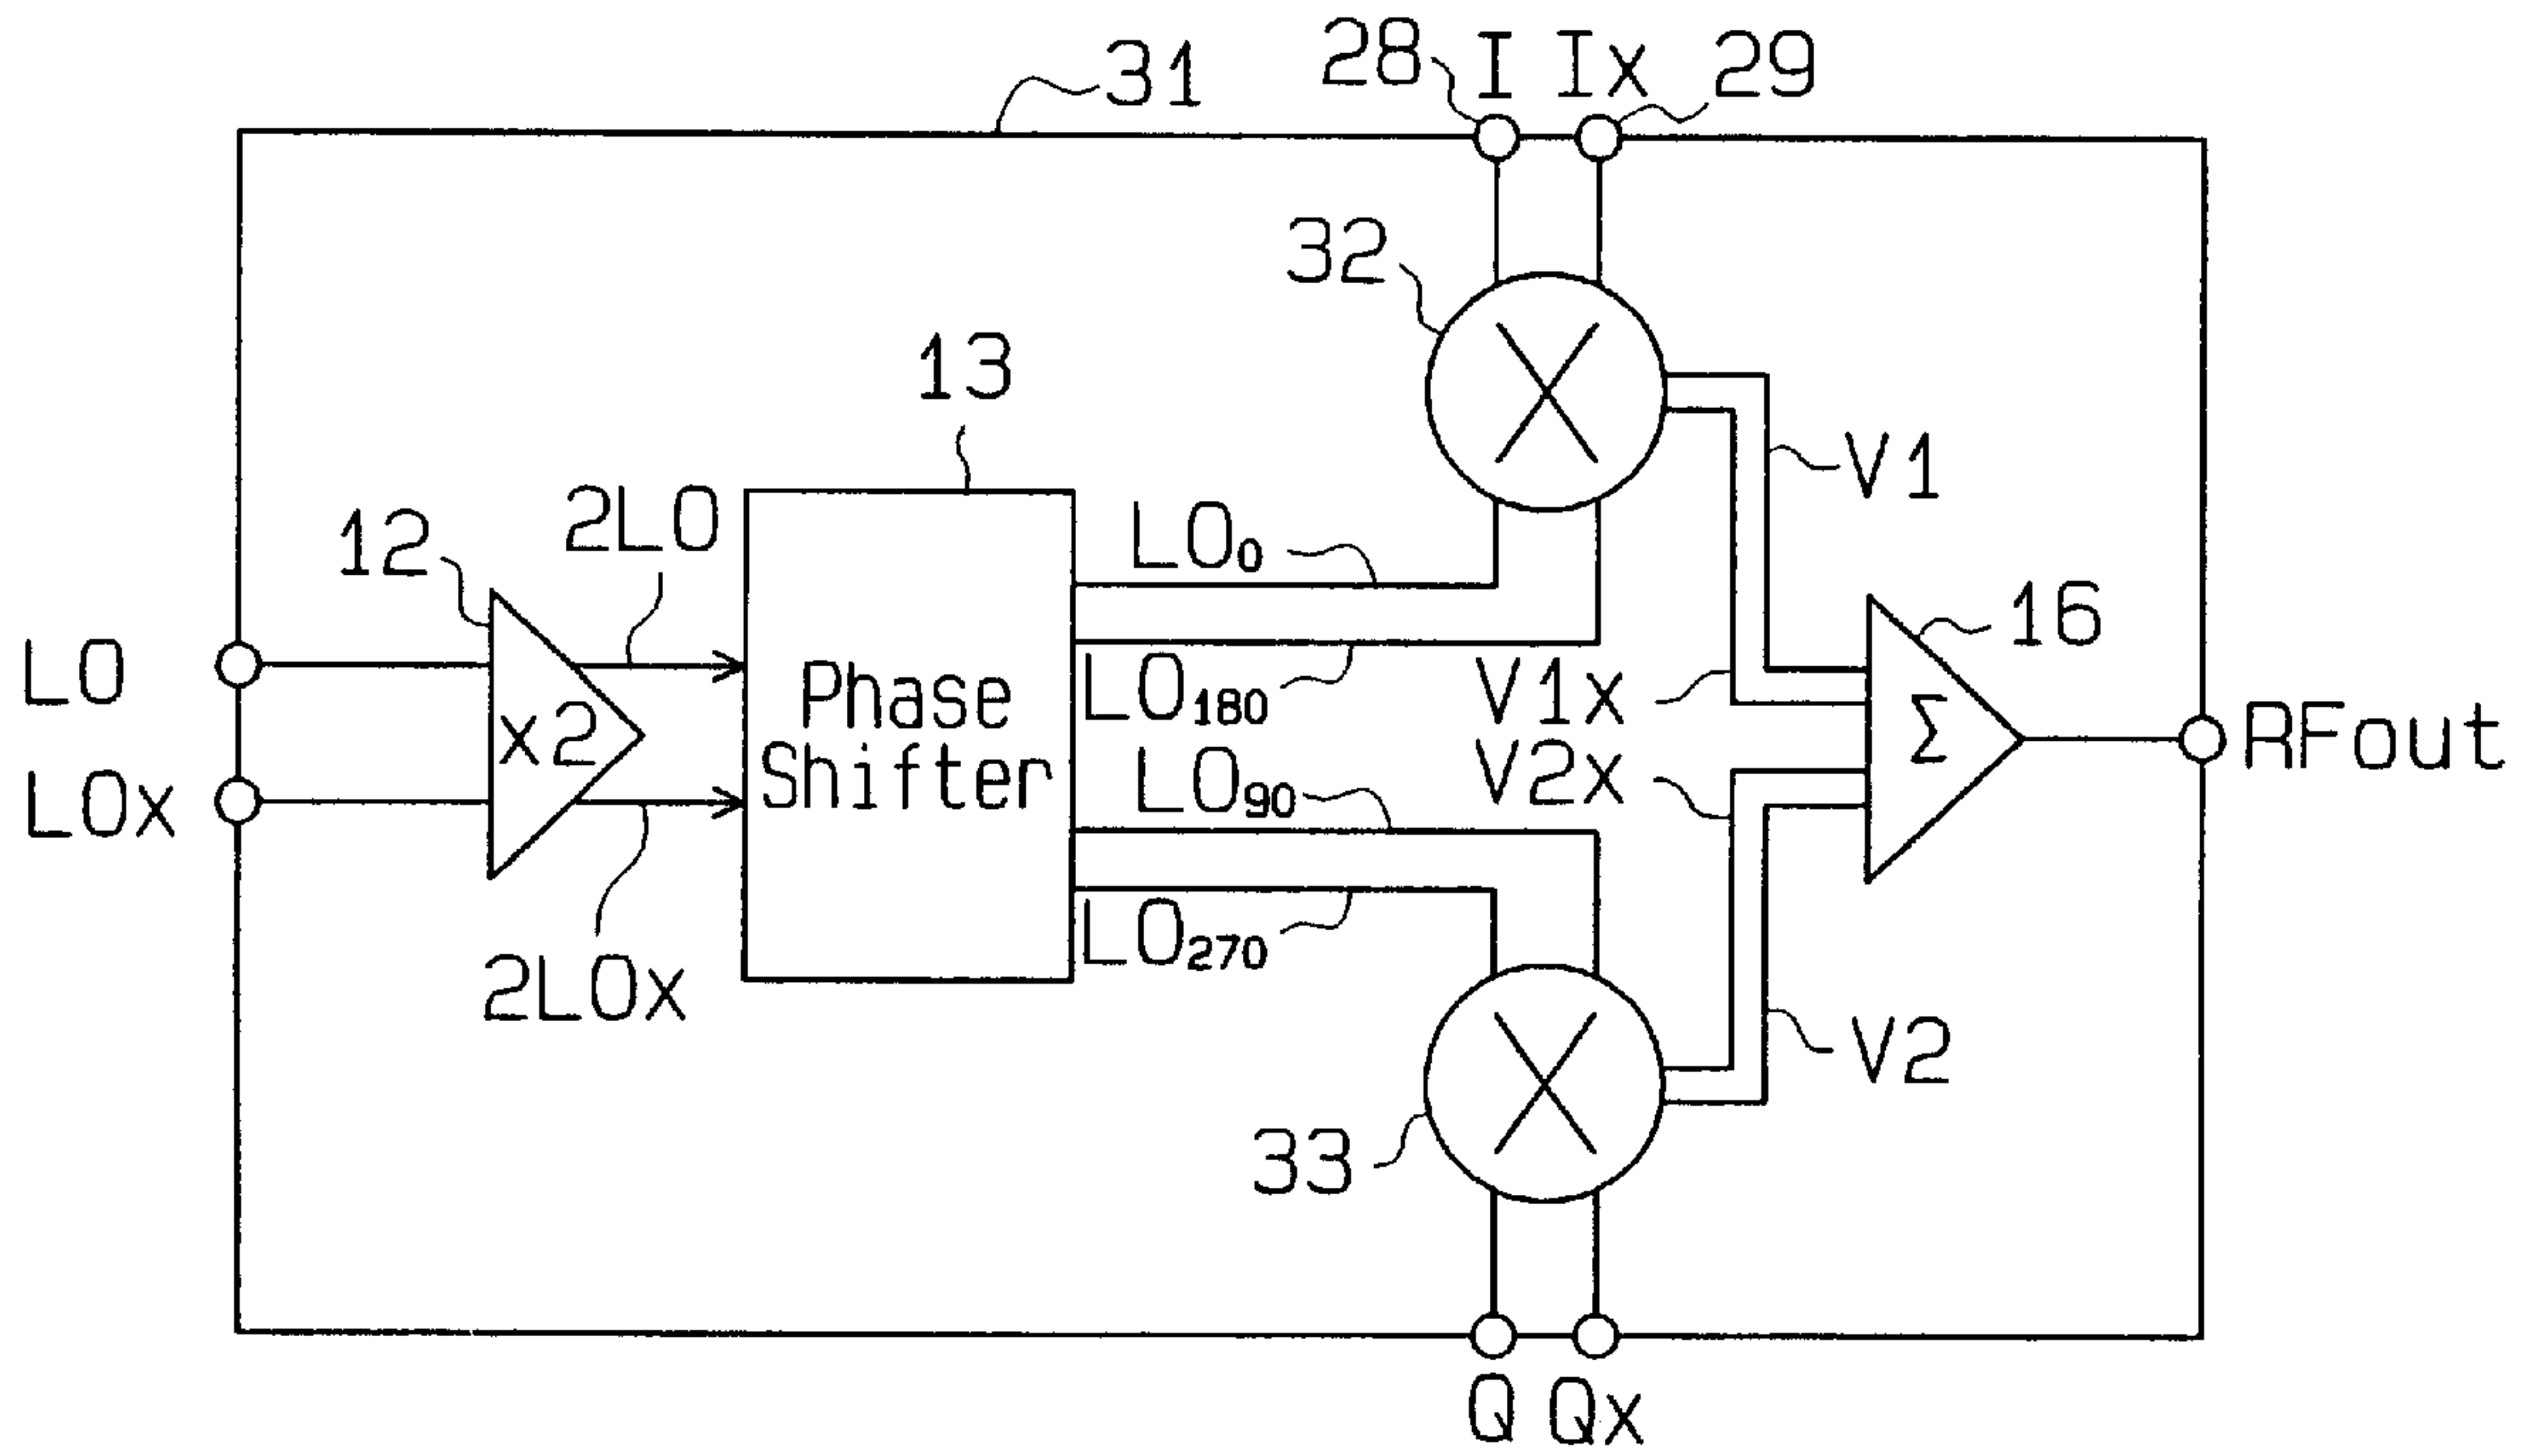 31
28 I Ix 29
32
13
V1
12
2LO
LO0
16
LO
x2
Phase
Shifter
LO180
V1x
Σ
RFout
LOx
LO90
V2x
LO270
2LOx
V2
33
Q Qx